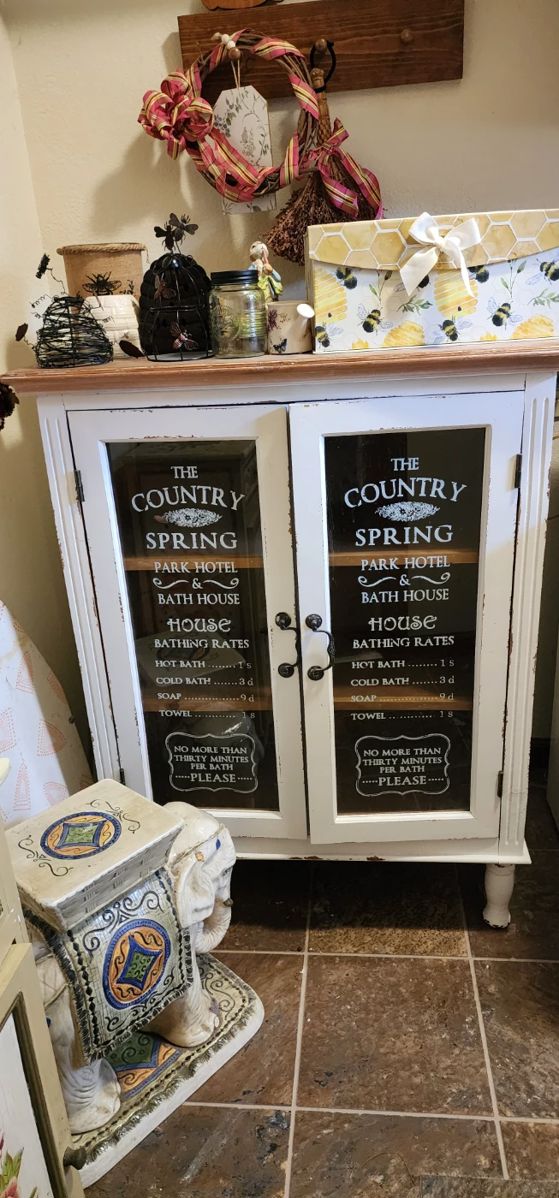 THE
COUNTRY
SPRING
PARK HOTEL
&
BATH HOUSE
HOUSE
BATHING RATES
HOT BATH ........ 1 s
COLD BATH ....... 3 d
SOAP ............... 9 d
TOWEL ............. 1 s
NO MORE THAN
THIRTY MINUTES
PER BATH
·····PLEASE·····
THE
COUNTRY
SPRING
PARK HOTEL
&
BATH HOUSE
HOUSE
BATHING RATES
HOT BATH ........ 1 s
COLD BATH ....... 3 d
SOAP ............... 9 d
TOWEL ............. 1 s
NO MORE THAN
THIRTY MINUTES
PER BATH
·····PLEASE·····